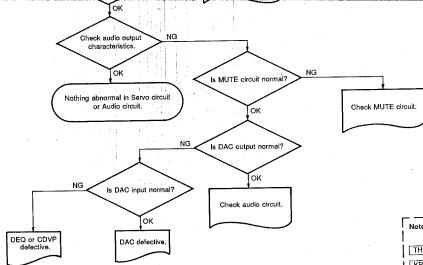 OK
Check audio output
characteristics.
NG
OK
Nothing abnormal in Servo circuit
or Audio circuit.
Is MUTE circuit normal?
NG
Check MUTE circuit.
OK
Is DAC output normal?
NG
OK
Check audio circuit.
Is DAC input normal?
NG
OK
DEQ or CDVP
defective.
DAC defective.
Note
TH